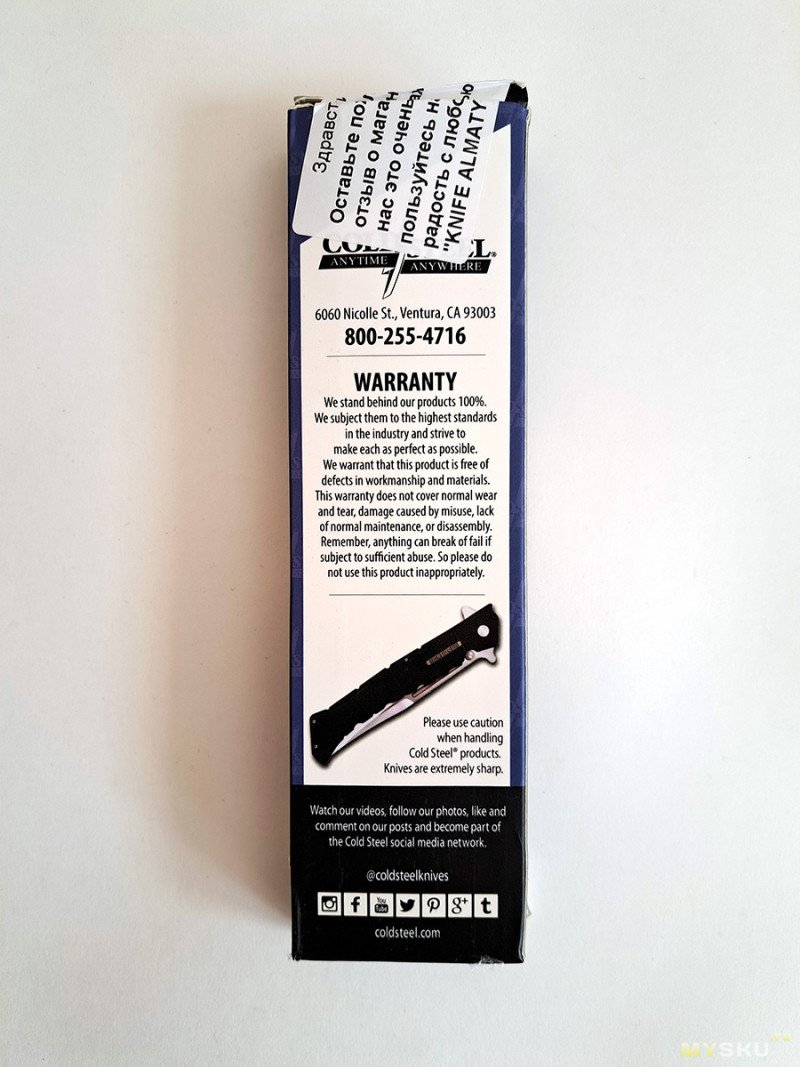 Здравст
Оставьте по
отзыв о мага
нас это очень
пользуйтесь н
радость с любо
"KNIFE ALMATY
COLD STEEL®
ANYTIME ANYWHERE
6060 Nicolle St., Ventura, CA 93003
800-255-4716
WARRANTY
We stand behind our products 100%.
We subject them to the highest standards
in the industry and strive to
make each as perfect as possible.
We warrant that this product is free of
defects in workmanship and materials.
This warranty does not cover normal wear
and tear, damage caused by misuse, lack
of normal maintenance, or disassembly.
Remember, anything can break of fail if
subject to sufficient abuse. So please do
not use this product inappropriately.
Please use caution
when handling
Cold Steel® products.
Knives are extremely sharp.
Watch our videos, follow our photos, like and
comment on our posts and become part of
the Cold Steel social media network.
@coldsteelknives
You
Tube
g+
coldsteel.com
MYSKU